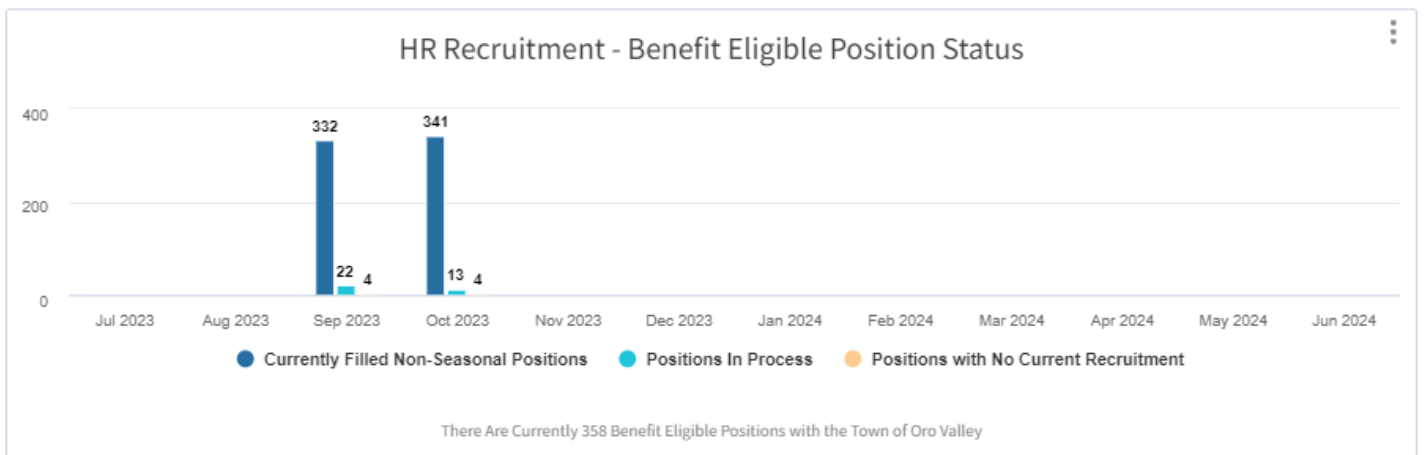 HR Recruitment - Benefit Eligible Position Status
400
332
341
200
22
4
13
4
0
Jul 2023 Aug 2023 Sep 2023 Oct 2023 Nov 2023 Dec 2023 Jan 2024 Feb 2024 Mar 2024 Apr 2024 May 2024 Jun 2024
Currently Filled Non-Seasonal Positions Positions In Process Positions with No Current Recruitment
There Are Currently 358 Benefit Eligible Positions with the Town of Oro Valley